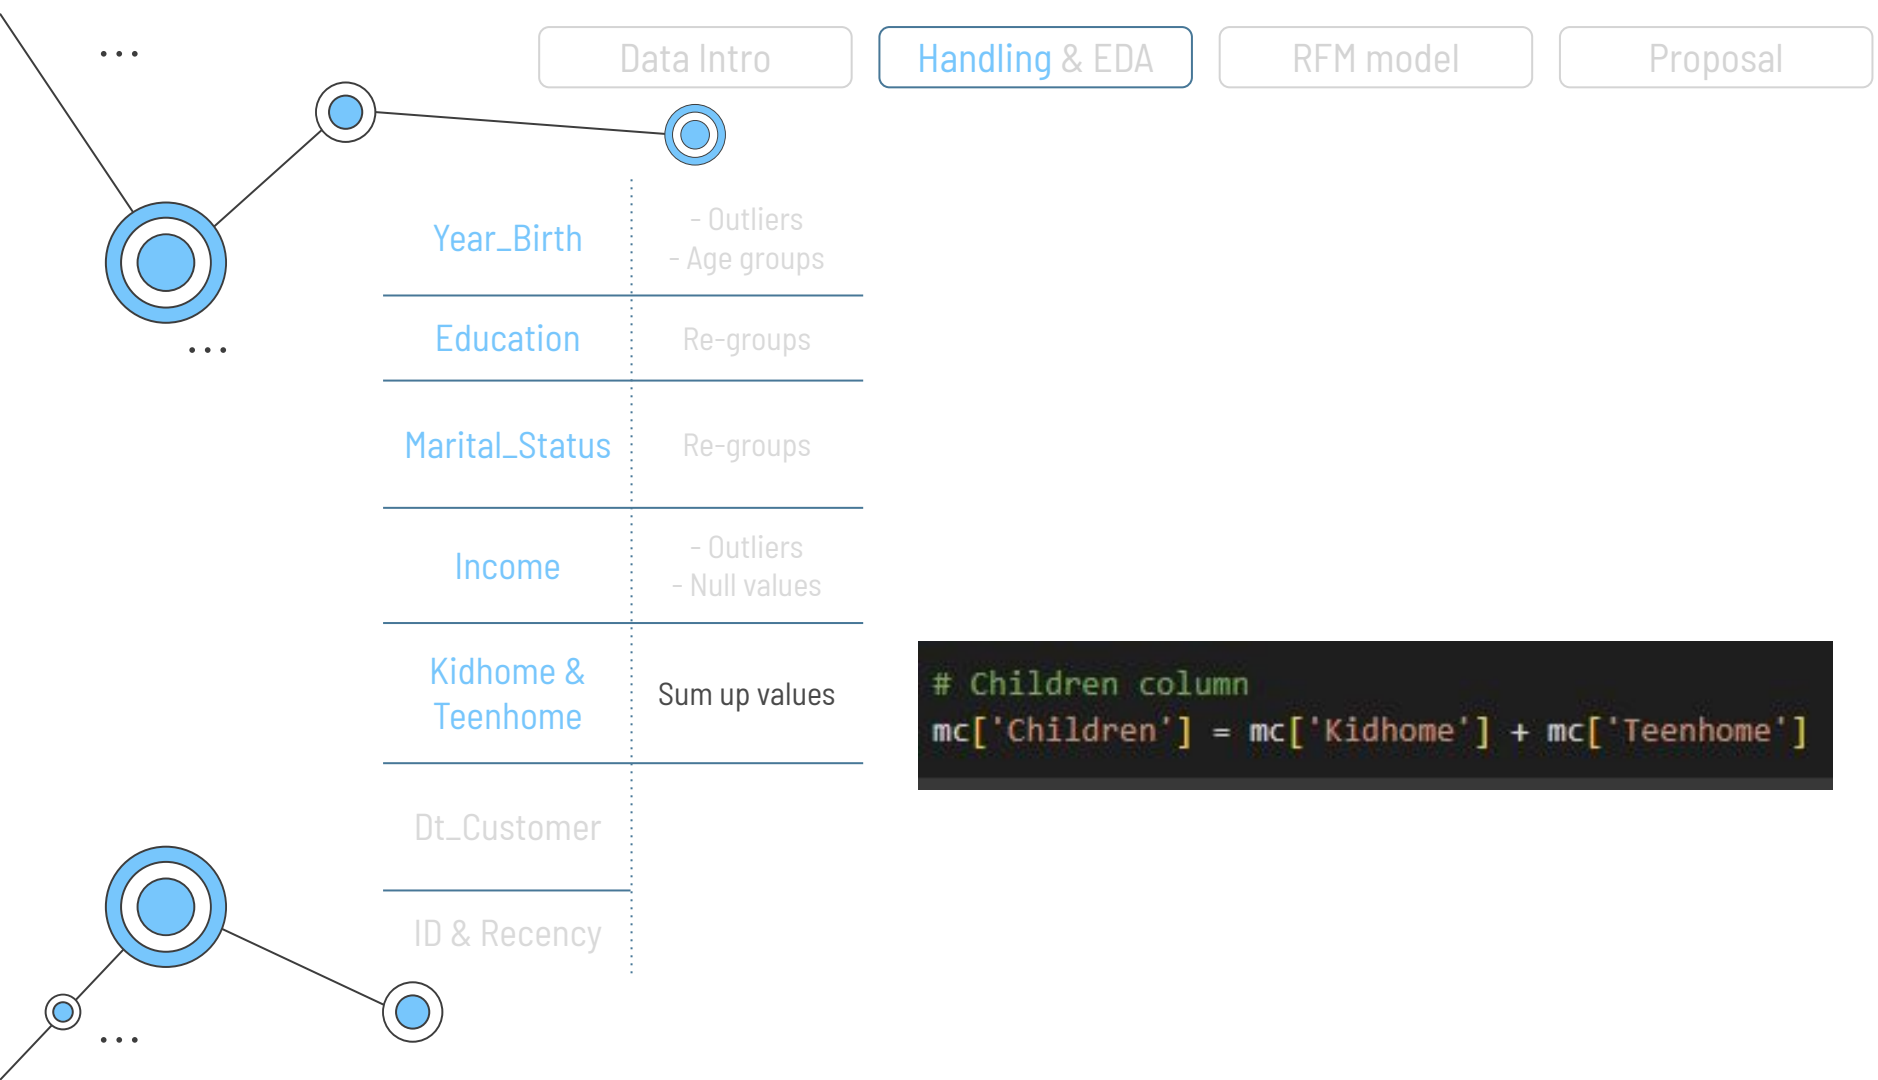 Data Intro
Handling & EDA
RFM model
Proposal
Year_Birth
- Outliers
- Age groups
Education
Re-groups
Marital_Status
Re-groups
Income
- Outliers
- Null values
Kidhome &
Teenhome
Sum up values
# Children column
mc['Children'] = mc['Kidhome'] + mc['Teenhome']
Dt_Customer
ID & Recency